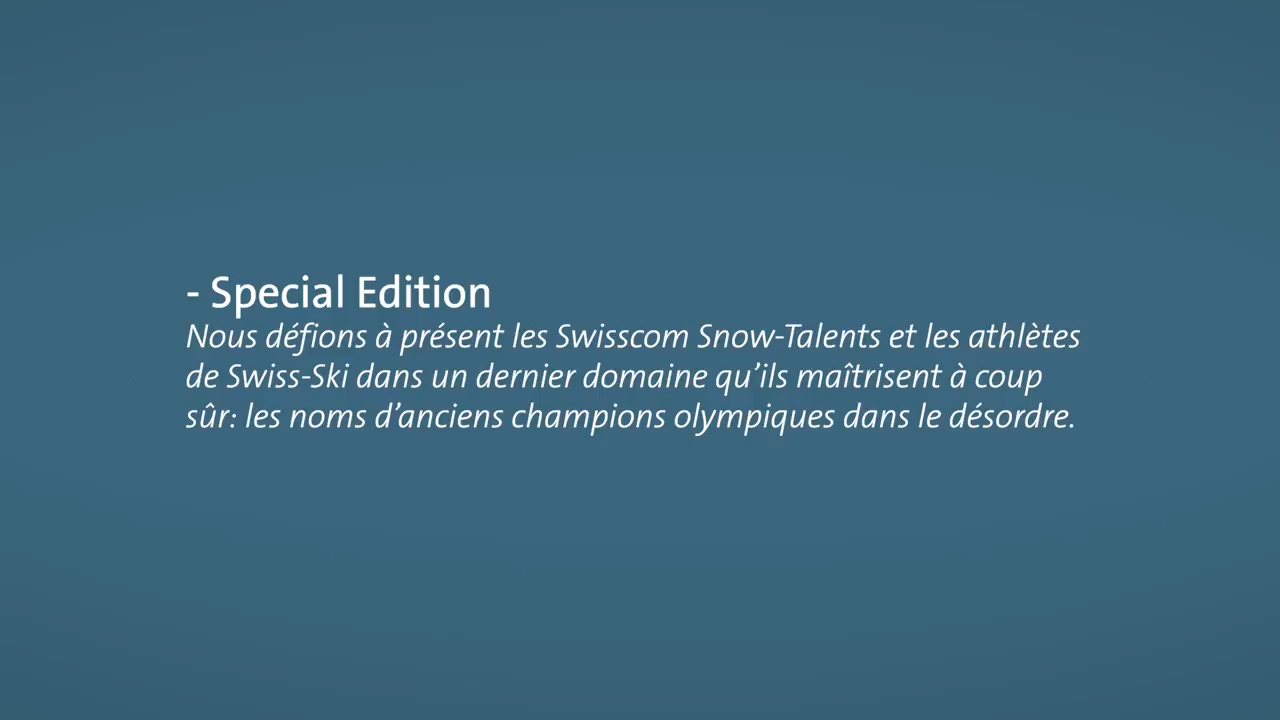 - Special Edition
Nous défions à présent les Swisscom Snow-Talents et les athlètes
de Swiss-Ski dans un dernier domaine qu’ils maîtrisent à coup
sûr: les noms d’anciens champions olympiques dans le désordre.